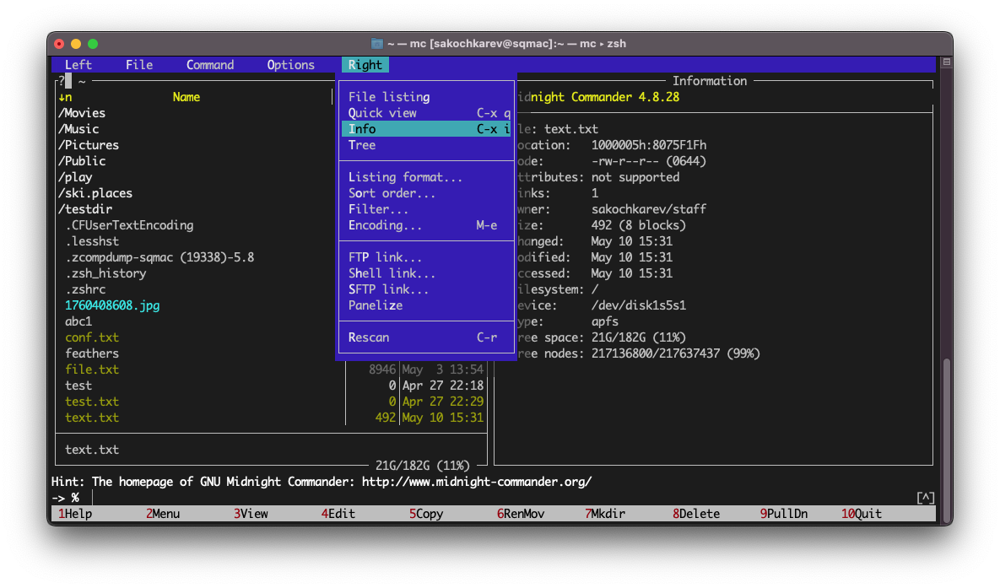 ~ — mc [sakochkarev@sqmac]:~ — mc ▸ zsh
Left File Command Options Right
? ~ Information
↓n Name
idnight Commander 4.8.28
/Movies
/Music
/Pictures
/Public
/play
/ski.places
/testdir
.CFUserTextEncoding
.lesshst
.zcompdump-sqmac (19338)-5.8
.zsh_history
.zshrc
1760408608.jpg
abc1
conf.txt
feathers
file.txt 8946 May 3 13:54
test 0 Apr 27 22:18
test.txt 0 Apr 27 22:29
text.txt 492 May 10 15:31
text.txt
21G/182G (11%)
File listing
Quick view C-x q
Info C-x i
Tree
Listing format...
Sort order...
Filter...
Encoding... M-e
FTP link...
Shell link...
SFTP link...
Panelize
Rescan C-r
le: text.txt
ocation: 1000005h:8075F1Fh
ode: -rw-r--r-- (0644)
ttributes: not supported
inks: 1
wner: sakochkarev/staff
ize: 492 (8 blocks)
hanged: May 10 15:31
odified: May 10 15:31
ccessed: May 10 15:31
ilesystem: /
evice: /dev/disk1s5s1
ype: apfs
ree space: 21G/182G (11%)
ree nodes: 217136800/217637437 (99%)
Hint: The homepage of GNU Midnight Commander: http://www.midnight-commander.org/
-> % [^]
1Help 2Menu 3View 4Edit 5Copy 6RenMov 7Mkdir 8Delete 9PullDn 10Quit